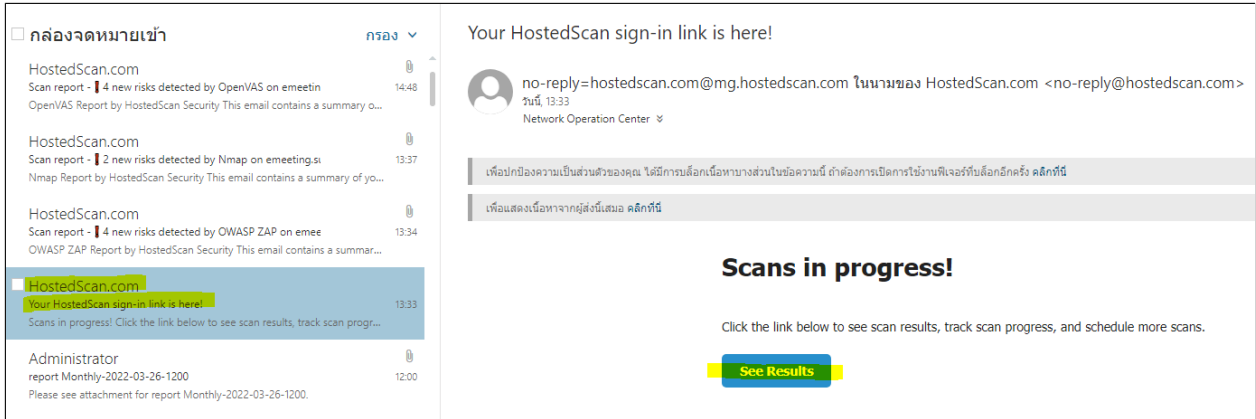 กล่องจดหมายเข้า
กรอง
HostedScan.com
Scan report - 4 new risks detected by OpenVAS on emeetin
14:48
OpenVAS Report by HostedScan Security This email contains a summary o...
HostedScan.com
Scan report - 2 new risks detected by Nmap on emeeting.su
13:37
Nmap Report by HostedScan Security This email contains a summary of yo...
HostedScan.com
Scan report - 4 new risks detected by OWASP ZAP on emee
13:34
OWASP ZAP Report by HostedScan Security This email contains a summar...
HostedScan.com
Your HostedScan sign-in link is here!
13:33
Scans in progress! Click the link below to see scan results, track scan progr...
Administrator
report Monthly-2022-03-26-1200
12:00
Please see attachment for report Monthly-2022-03-26-1200.
Your HostedScan sign-in link is here!
no-reply=hostedscan.com@mg.hostedscan.com ในนามของ HostedScan.com <no-reply@hostedscan.com>
วันนี้, 13:33
Network Operation Center
เพื่อปกป้องความเป็นส่วนตัวของคุณ ได้มีการบล็อกเนื้อหาบางส่วนในข้อความนี้ ถ้าต้องการเปิดการใช้งานฟีเจอร์ที่บล็อกอีกครั้ง คลิกที่นี่
เพื่อแสดงเนื้อหาจากผู้ส่งนี้เสมอ คลิกที่นี่
Scans in progress!
Click the link below to see scan results, track scan progress, and schedule more scans.
See Results